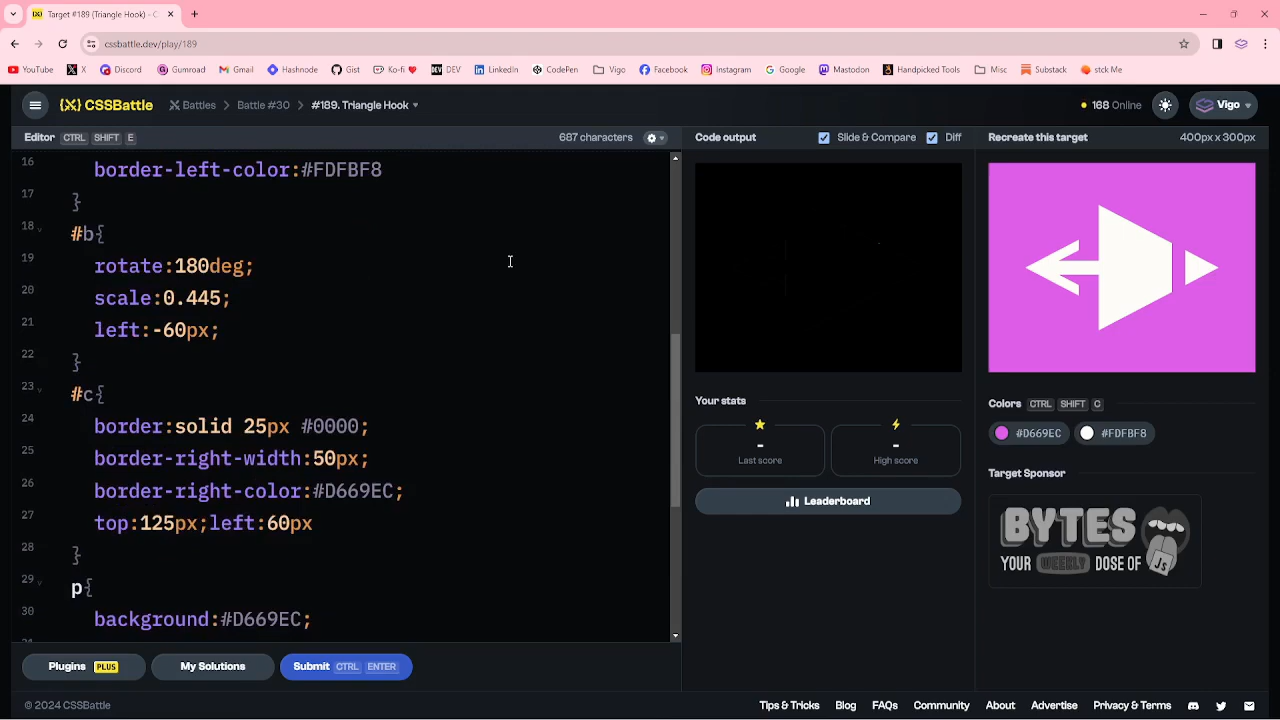 Target #189 (Triangle Hook) - C
cssbattle.dev/play/189
YouTube X Discord Gumroad Gmail Hashnode Gist Ko-fi DEV LinkedIn CodePen Vigo Facebook Instagram Google Mastodon Handpicked Tools Misc Substack stck Me
{X} CSSBattle Battles > Battle #30 > #189. Triangle Hook 168 Online Vigo
Editor CTRL SHIFT E 687 characters
Code output Slide & Compare Diff
Recreate this target 400px x 300px
16 border-left-color:#FDFBF8
17 }
18 #b{
19 rotate:180deg;
20 scale:0.445;
21 left:-60px;
22 }
23 #c{
24 border:solid 25px #0000;
25 border-right-width:50px;
26 border-right-color:#D669EC;
27 top:125px;left:60px
28 }
29 p{
30 background:#D669EC;
Your stats
- -
Last score High score
Leaderboard
Colors CTRL SHIFT C
#D669EC #FDFBF8
Target Sponsor
BYTES
YOUR WEEKLY DOSE OF JS
Plugins PLUS My Solutions Submit CTRL ENTER
© 2024 CSSBattle Tips & Tricks Blog FAQs Community About Advertise Privacy & Terms